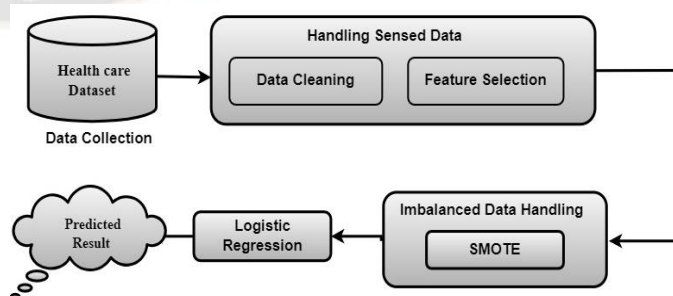 Handling Sensed Data
Health care
Dataset
Data Cleaning
Feature Selection
Data Collection
Predicted
Result
Logistic
Regression
Imbalanced Data Handling
SMOTE